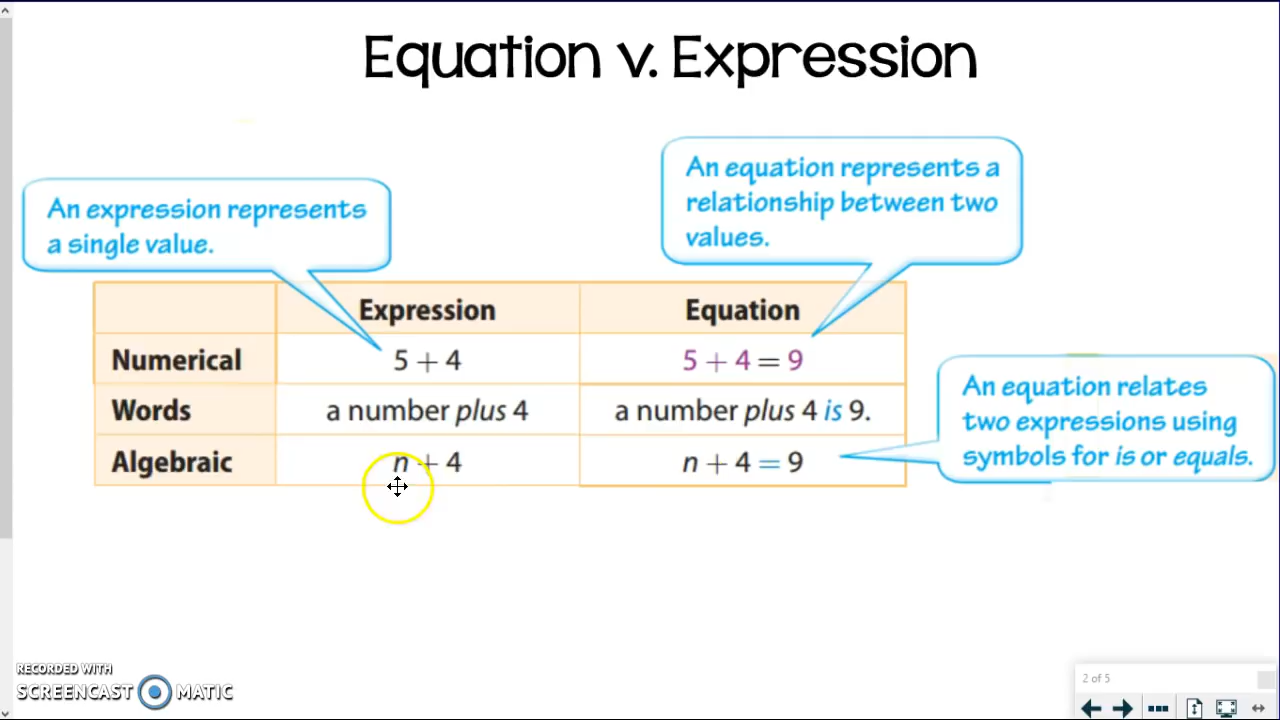 Equation v. Expression
An equation represents a
relationship between two
values.
An expression represents
a single value.
Expression Equation
Numerical 5 + 4 5 + 4 = 9
Words a number plus 4 a number plus 4 is 9.
Algebraic n + 4 n + 4 = 9
An equation relates
two expressions using
symbols for is or equals.
RECORDED WITH
SCREENCAST MATIC
2 of 5